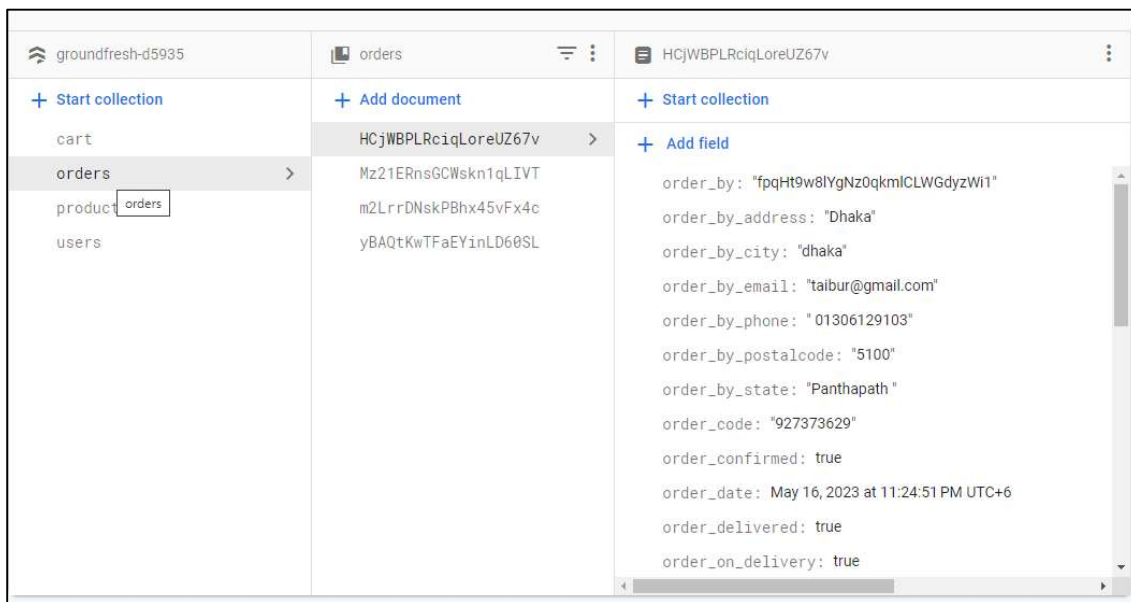 groundfresh-d5935
+ Start collection
cart
orders
product
orders
users
orders
+ Add document
HCjWBPLRciqLoreUZ67v
Mz21ERnsGCWskn1qLIVT
m2LrrDNskPBhx45vFx4c
yBAQtKwTFaEYinLD60SL
HCjWBPLRciqLoreUZ67v
+ Start collection
+ Add field
order_by: "fpqHt9w8lYgNz0qkmlCLWGdyzWi1"
order_by_address: "Dhaka"
order_by_city: "dhaka"
order_by_email: "taibur@gmail.com"
order_by_phone: " 01306129103"
order_by_postalcode: "5100"
order_by_state: "Panthapath "
order_code: "927373629"
order_confirmed: true
order_date: May 16, 2023 at 11:24:51 PM UTC+6
order_delivered: true
order_on_delivery: true